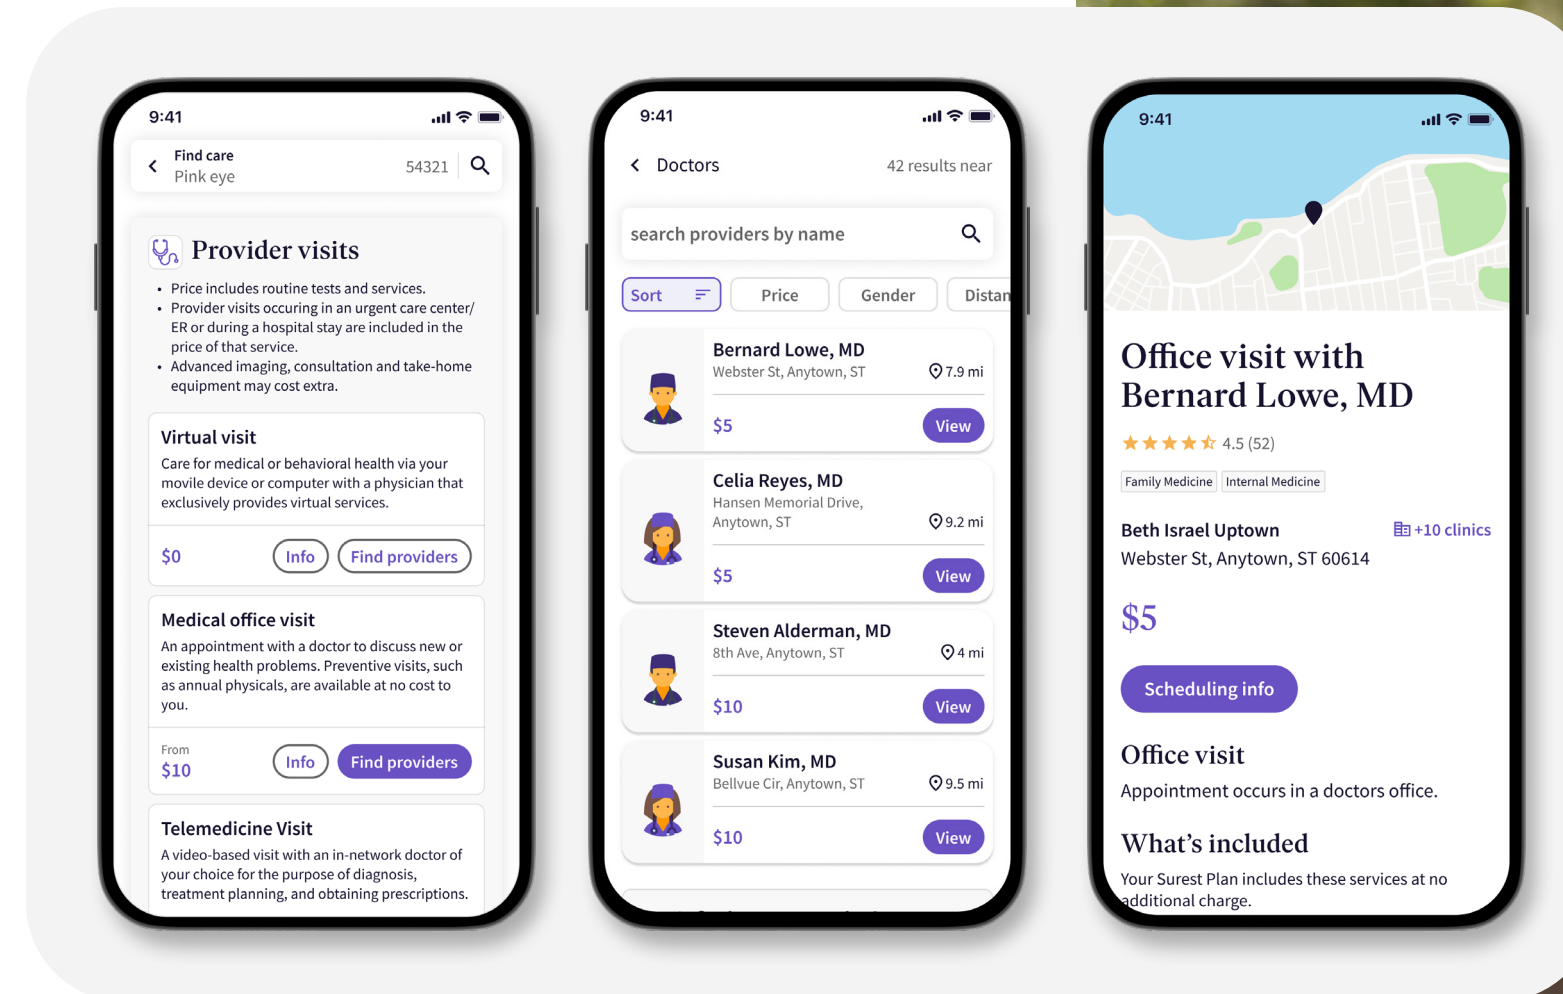 9:41
Find care
Pink eye
54321
Provider visits
• Price includes routine tests and services.
• Provider visits occuring in an urgent care center/
ER or during a hospital stay are included in the
price of that service.
• Advanced imaging, consultation and take-home
equipment may cost extra.
Virtual visit
Care for medical or behavioral health via your
movile device or computer with a physician that
exclusively provides virtual services.
$0
Info
Find providers
Medical office visit
An appointment with a doctor to discuss new or
existing health problems. Preventive visits, such
as annual physicals, are available at no cost to
you.
From
$10
Info
Find providers
Telemedicine Visit
A video-based visit with an in-network doctor of
your choice for the purpose of diagnosis,
treatment planning, and obtaining prescriptions.
9:41
Doctors
42 results near
search providers by name
Sort
Price
Gender
Distan
Bernard Lowe, MD
Webster St, Anytown, ST
7.9 mi
$5
View
Celia Reyes, MD
Hansen Memorial Drive,
Anytown, ST
9.2 mi
$5
View
Steven Alderman, MD
8th Ave, Anytown, ST
4 mi
$10
View
Susan Kim, MD
Bellvue Cir, Anytown, ST
9.5 mi
$10
View
9:41
Office visit with
Bernard Lowe, MD
4.5 (52)
Family Medicine
Internal Medicine
Beth Israel Uptown
+10 clinics
Webster St, Anytown, ST 60614
$5
Scheduling info
Office visit
Appointment occurs in a doctors office.
What's included
Your Surest Plan includes these services at no
additional charge.